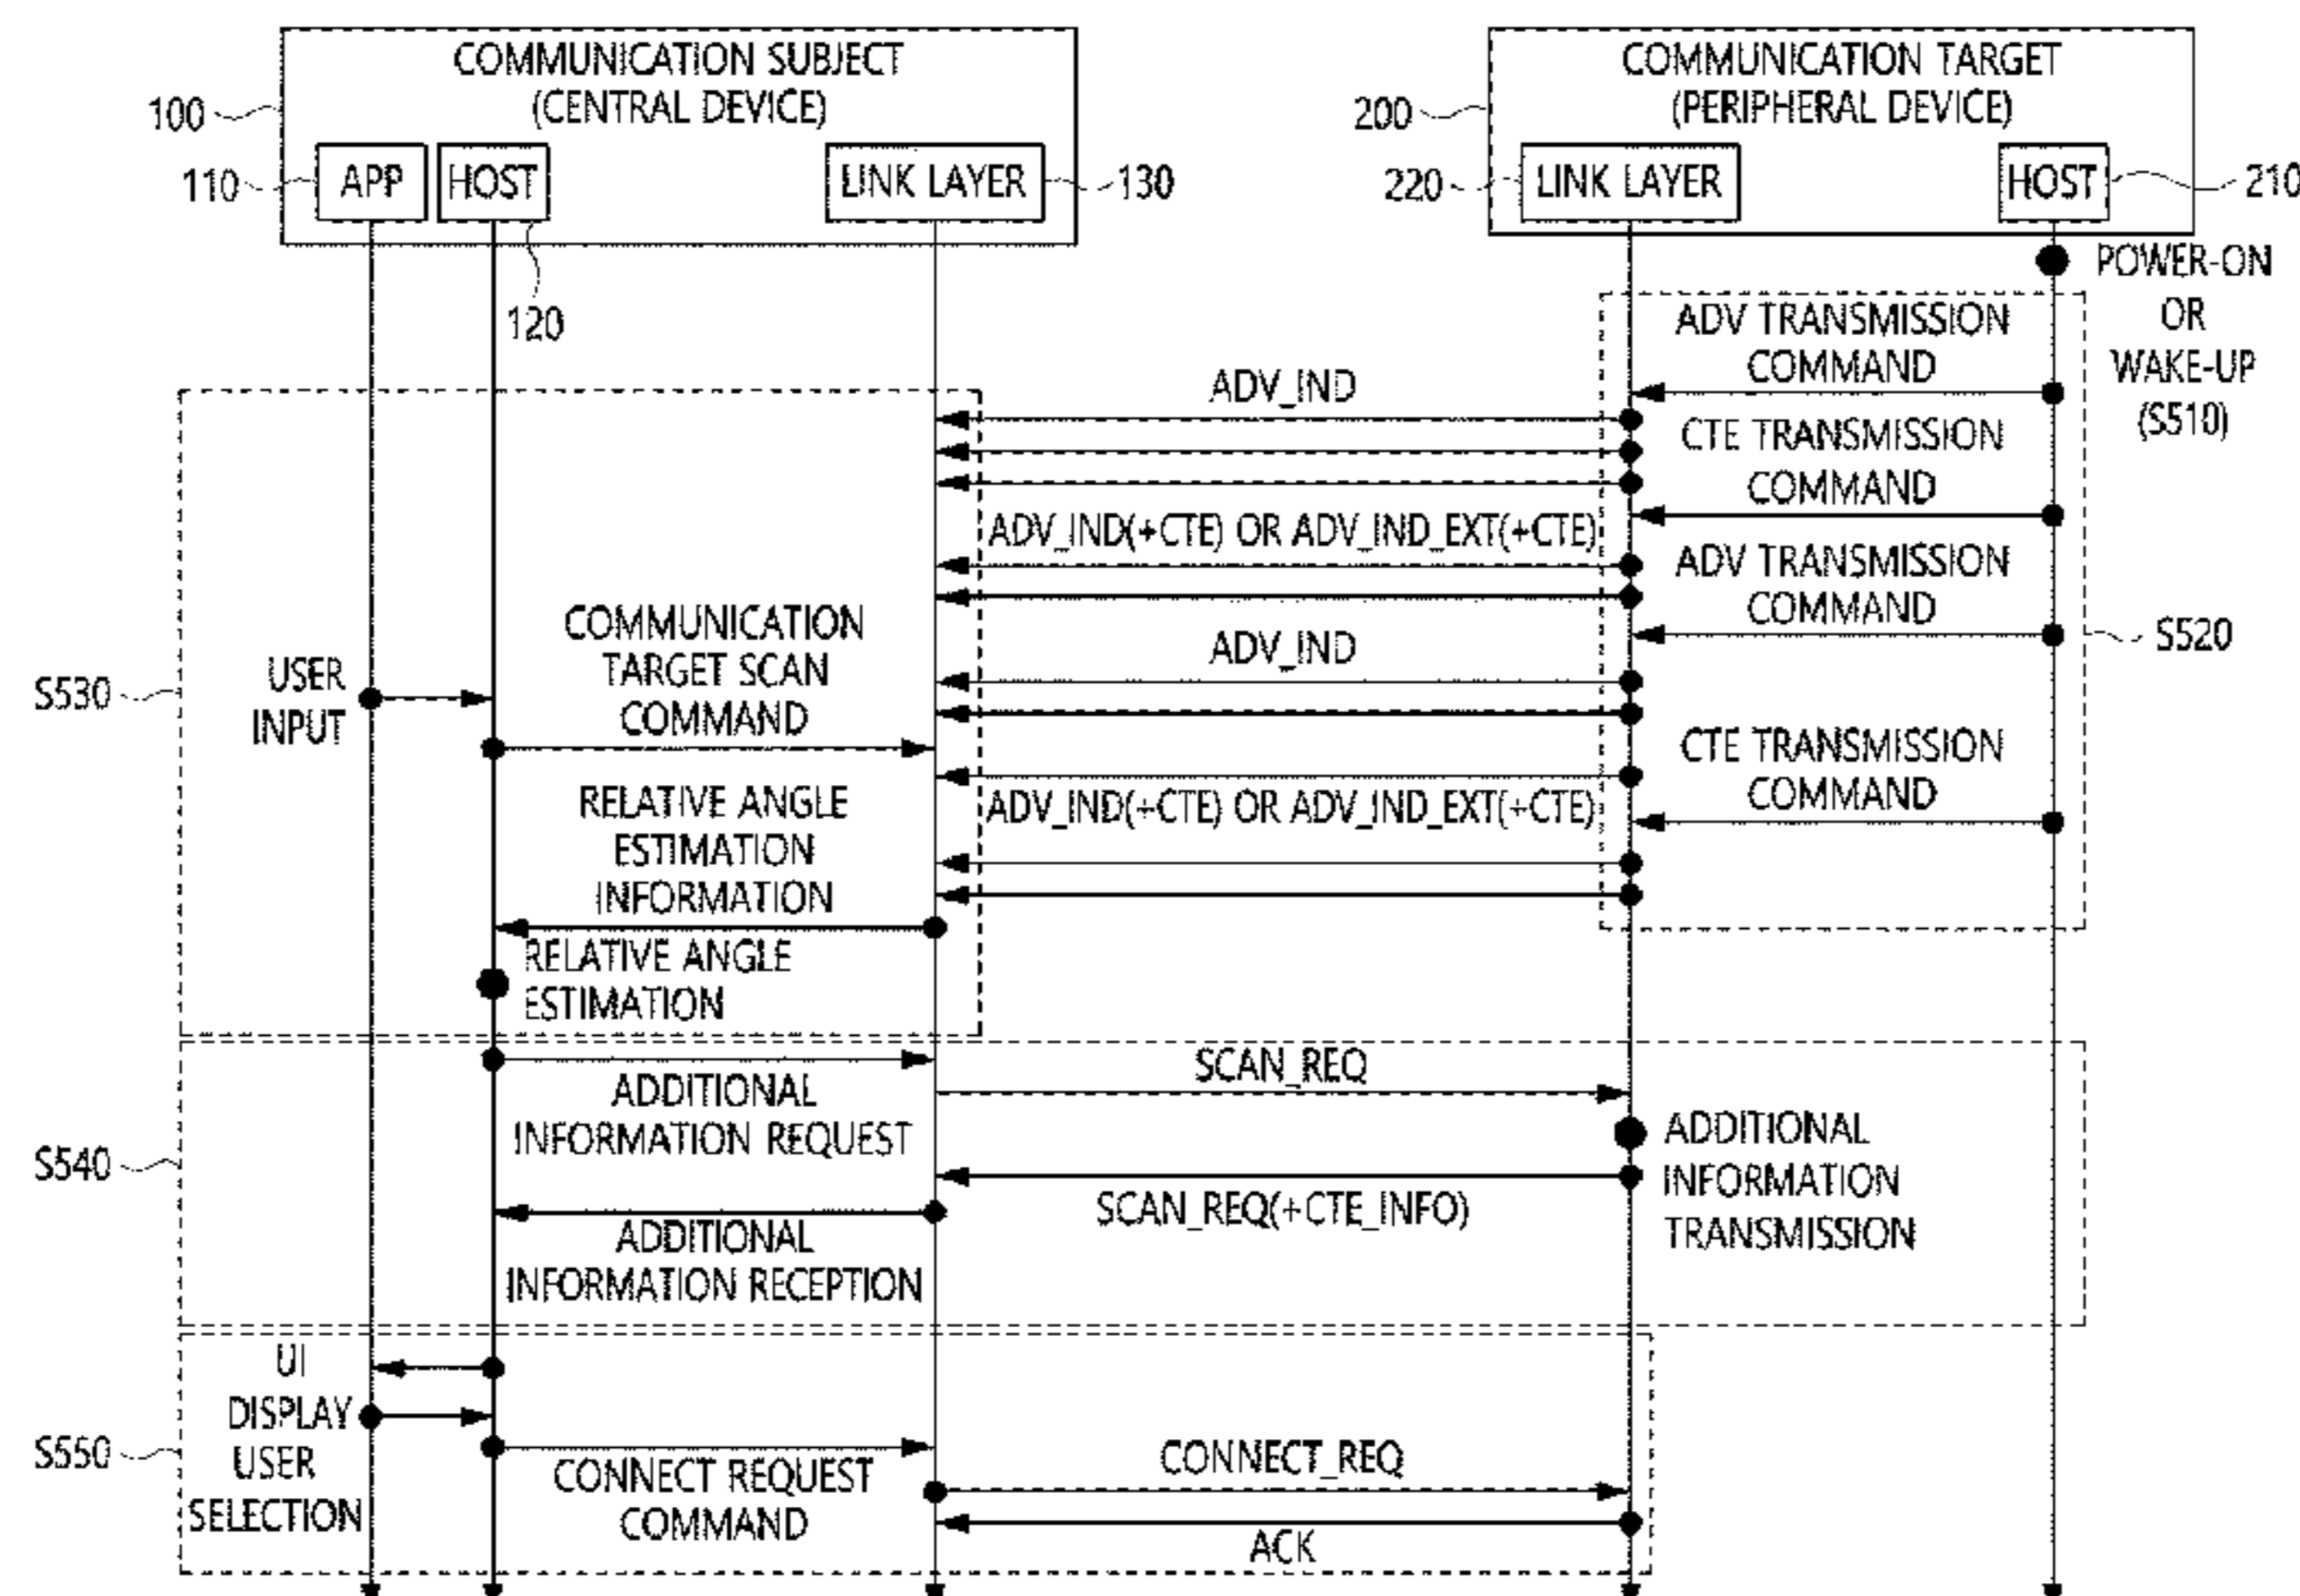 COMMUNICATION SUBJECT
(CENTRAL DEVICE)
100
110
APP
HOST
LINK LAYER
130
120
COMMUNICATION TARGET
(PERIPHERAL DEVICE)
200
220
LINK LAYER
HOST
210
POWER-ON
OR
WAKE-UP
(S510)
ADV TRANSMISSION
COMMAND
ADV_IND
CTE TRANSMISSION
COMMAND
ADV_IND(+CTE) OR ADV_IND_EXT(+CTE)
ADV TRANSMISSION
COMMAND
S520
ADV_IND
S530
USER
INPUT
COMMUNICATION
TARGET SCAN
COMMAND
CTE TRANSMISSION
COMMAND
ADV_IND(+CTE) OR ADV_IND_EXT(+CTE)
RELATIVE ANGLE
ESTIMATION
INFORMATION
RELATIVE ANGLE
ESTIMATION
S540
ADDITIONAL
INFORMATION REQUEST
SCAN_REQ
ADDITIONAL
INFORMATION
TRANSMISSION
SCAN_REQ(+CTE_INFO)
ADDITIONAL
INFORMATION RECEPTION
S550
UI
DISPLAY
USER
SELECTION
CONNECT REQUEST
COMMAND
CONNECT_REQ
ACK